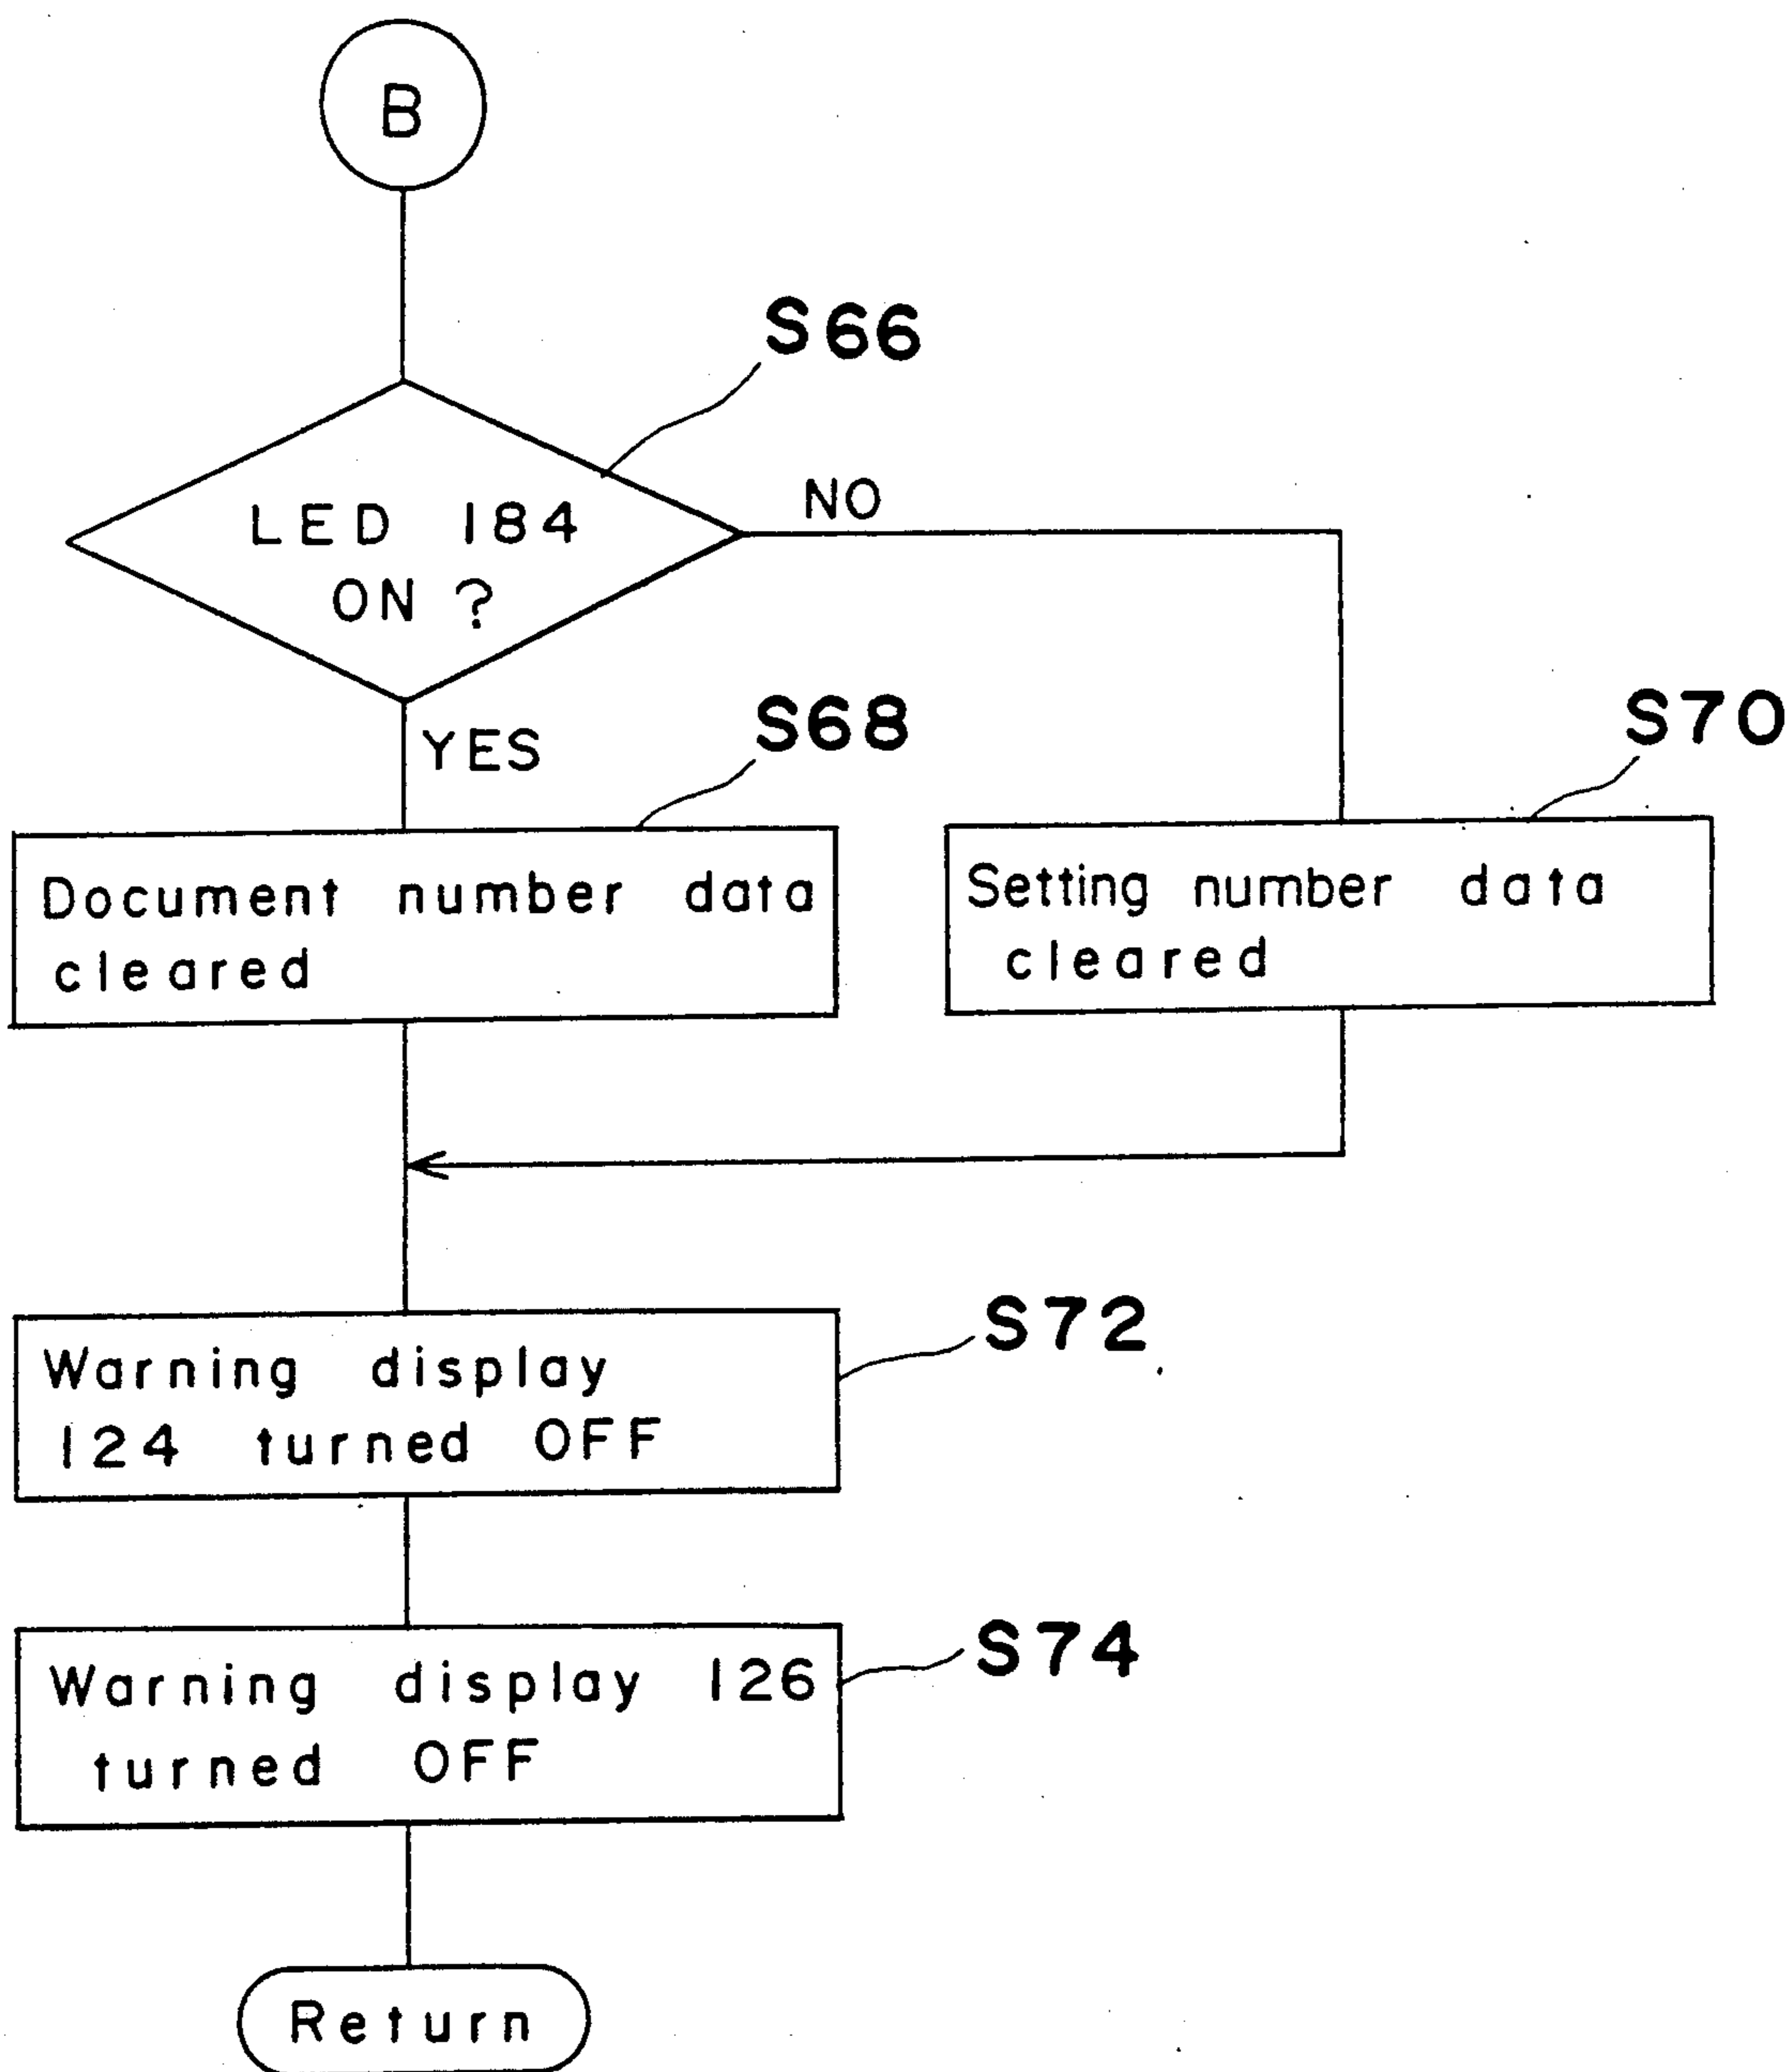 B
S66
LED 184
ON ?
NO
YES
S68
S70
Document number data
cleared
Setting number data
cleared
S72
Warning display
124 turned OFF
S74
Warning display 126
turned OFF
Return